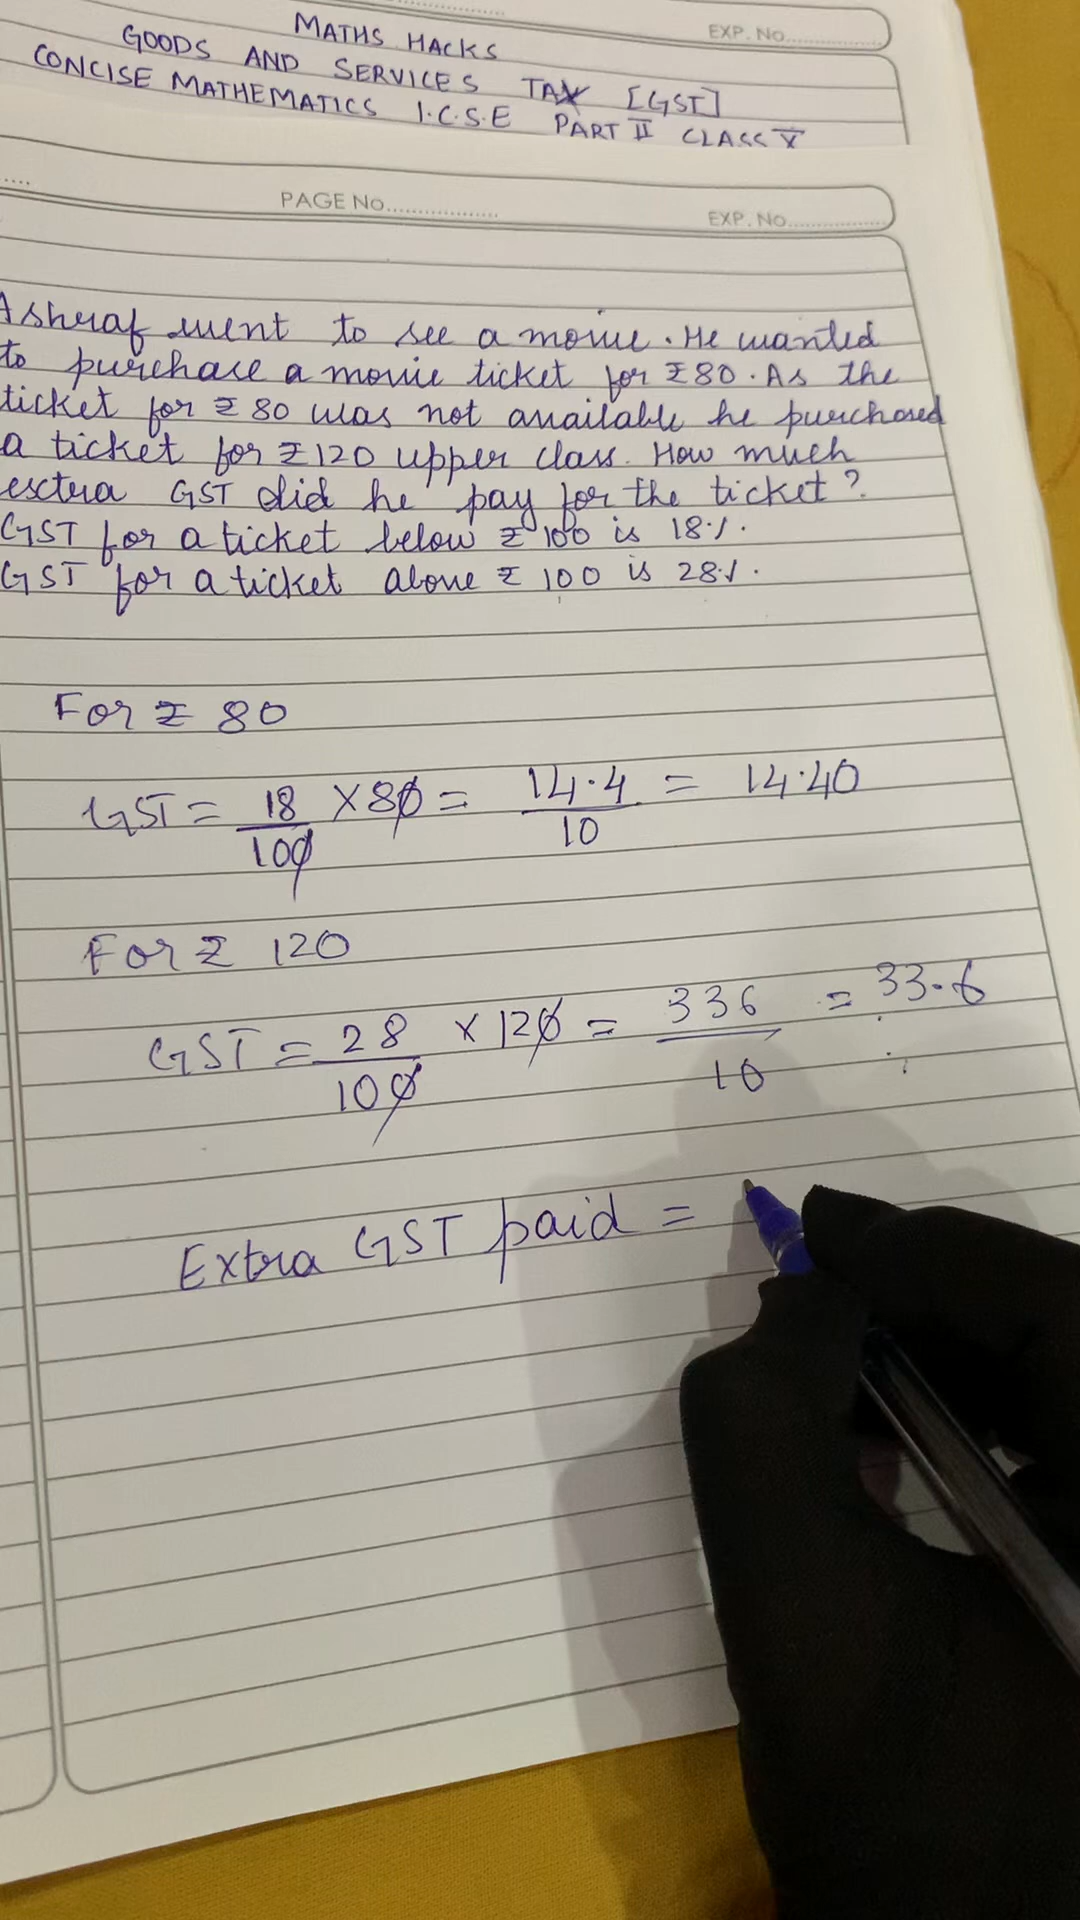 EXP. No.............
MATHS HACKS
GOODS AND SERVICES TAX [GST]
CONCISE MATHEMATICS I.C.S.E PART II CLASS X
PAGE No..................
EXP. No...............
Ashraf went to see a movie. He wanted
to purchase a movie ticket for ₹80. As the
ticket for ₹80 was not available he purchased
a ticket for ₹120 upper class. How much
extra GST did he pay for the ticket?
GST for a ticket below ₹100 is 18%.
GST for a ticket above ₹100 is 28%.
For ₹ 80
GST = 18/100 × 80 = 14.4/10 = 14.40
For ₹ 120
GST = 28/100 × 120 = 336/10 = 33.6
Extra GST paid =